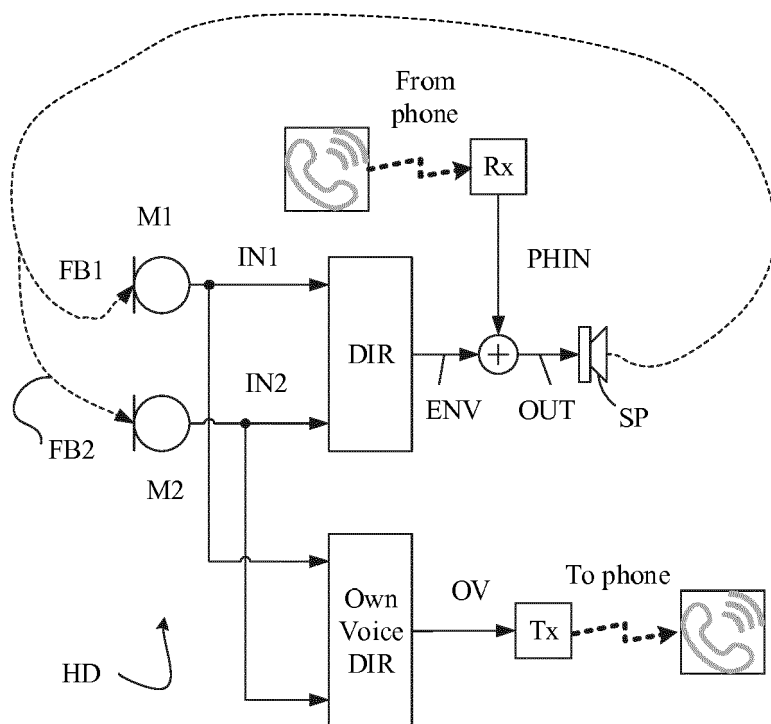 From
phone
Rx
M1
FB1
IN1
PHIN
DIR
IN2
ENV
OUT
SP
FB2
M2
Own
Voice
DIR
OV
Tx
To phone
HD